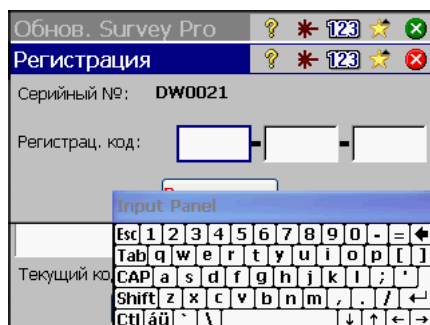 Обнов. Survey Pro 123
Регистрация 123
Серийный №: DW0021
Регистрац. код: - -
Input Panel
Esc 1 2 3 4 5 6 7 8 9 0 - =
Tab q w e r t y u i o p [ ]
CAP a s d f g h j k l ; '
Shift z x c v b n m , . /
Ctl áü ` \
Текущий ко